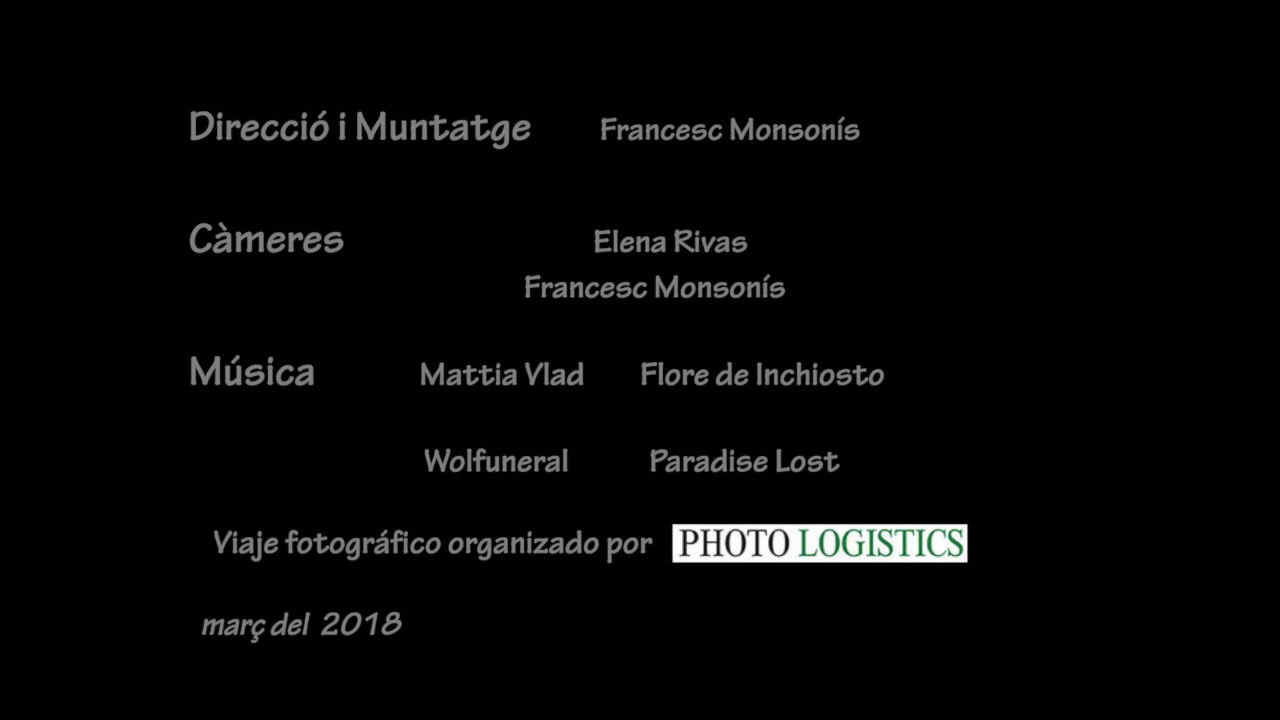 Direcció i Muntatge Francesc Monsonís
Càmeres Elena Rivas
Francesc Monsonís
Música Mattia Vlad Flore de Inchiosto
Wolfuneral Paradise Lost
Viaje fotográfico organizado por PHOTO LOGISTICS
març del 2018